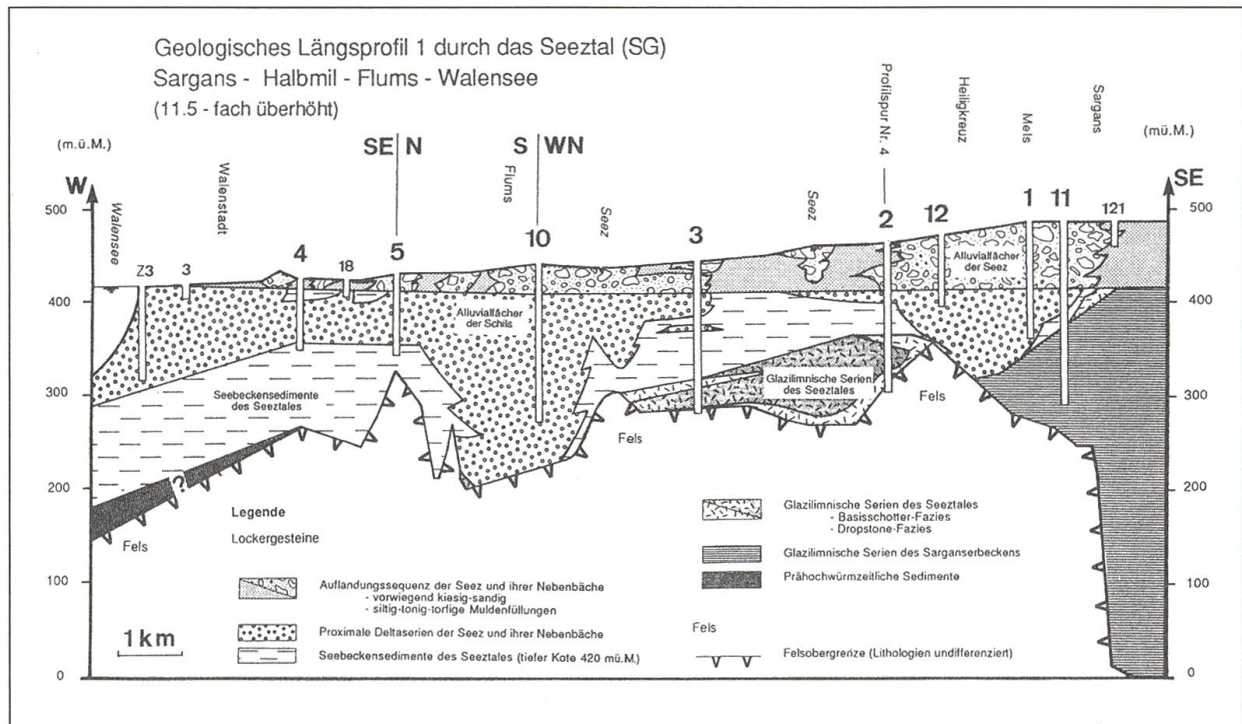 Geologisches Längsprofil 1 durch das Seeztal (SG)
Sargans - Halbmil - Flums - Walensee
(11.5 - fach überhöht)
(m.ü.M.)
W
SE N
S WN
(mü.M.)
SE
Walensee
Walenstadt
Flums
Seez
Seez
Profilspur Nr. 4
Heiligkreuz
Mels
Sargans
Z3
3
4
18
5
10
3
2
12
1
11
121
500
400
300
200
100
0
500
400
300
200
100
0
Alluvialfächer
der Schils
Alluvialfächer
der Seez
Seebeckensedimente
des Seeztales
Glazilimnische Serien
des Seeztales
?
Fels
Fels
Fels
Legende
Lockergesteine
Auflandungssequenz der Seez und ihrer Nebenbäche
- vorwiegend kiesig-sandig
- siltig-tonig-torfige Muldenfüllungen
Proximale Deltaserien der Seez und ihrer Nebenbäche
Seebeckensedimente des Seeztales (tiefer Kote 420 mü.M.)
Glazilimnische Serien des Seeztales
- Basisschotter-Fazies
- Dropstone-Fazies
Glazilimnische Serien des Sarganserbeckens
Prähochwürmzeitliche Sedimente
Fels
Felsobergrenze (Lithologien undifferenziert)
1km